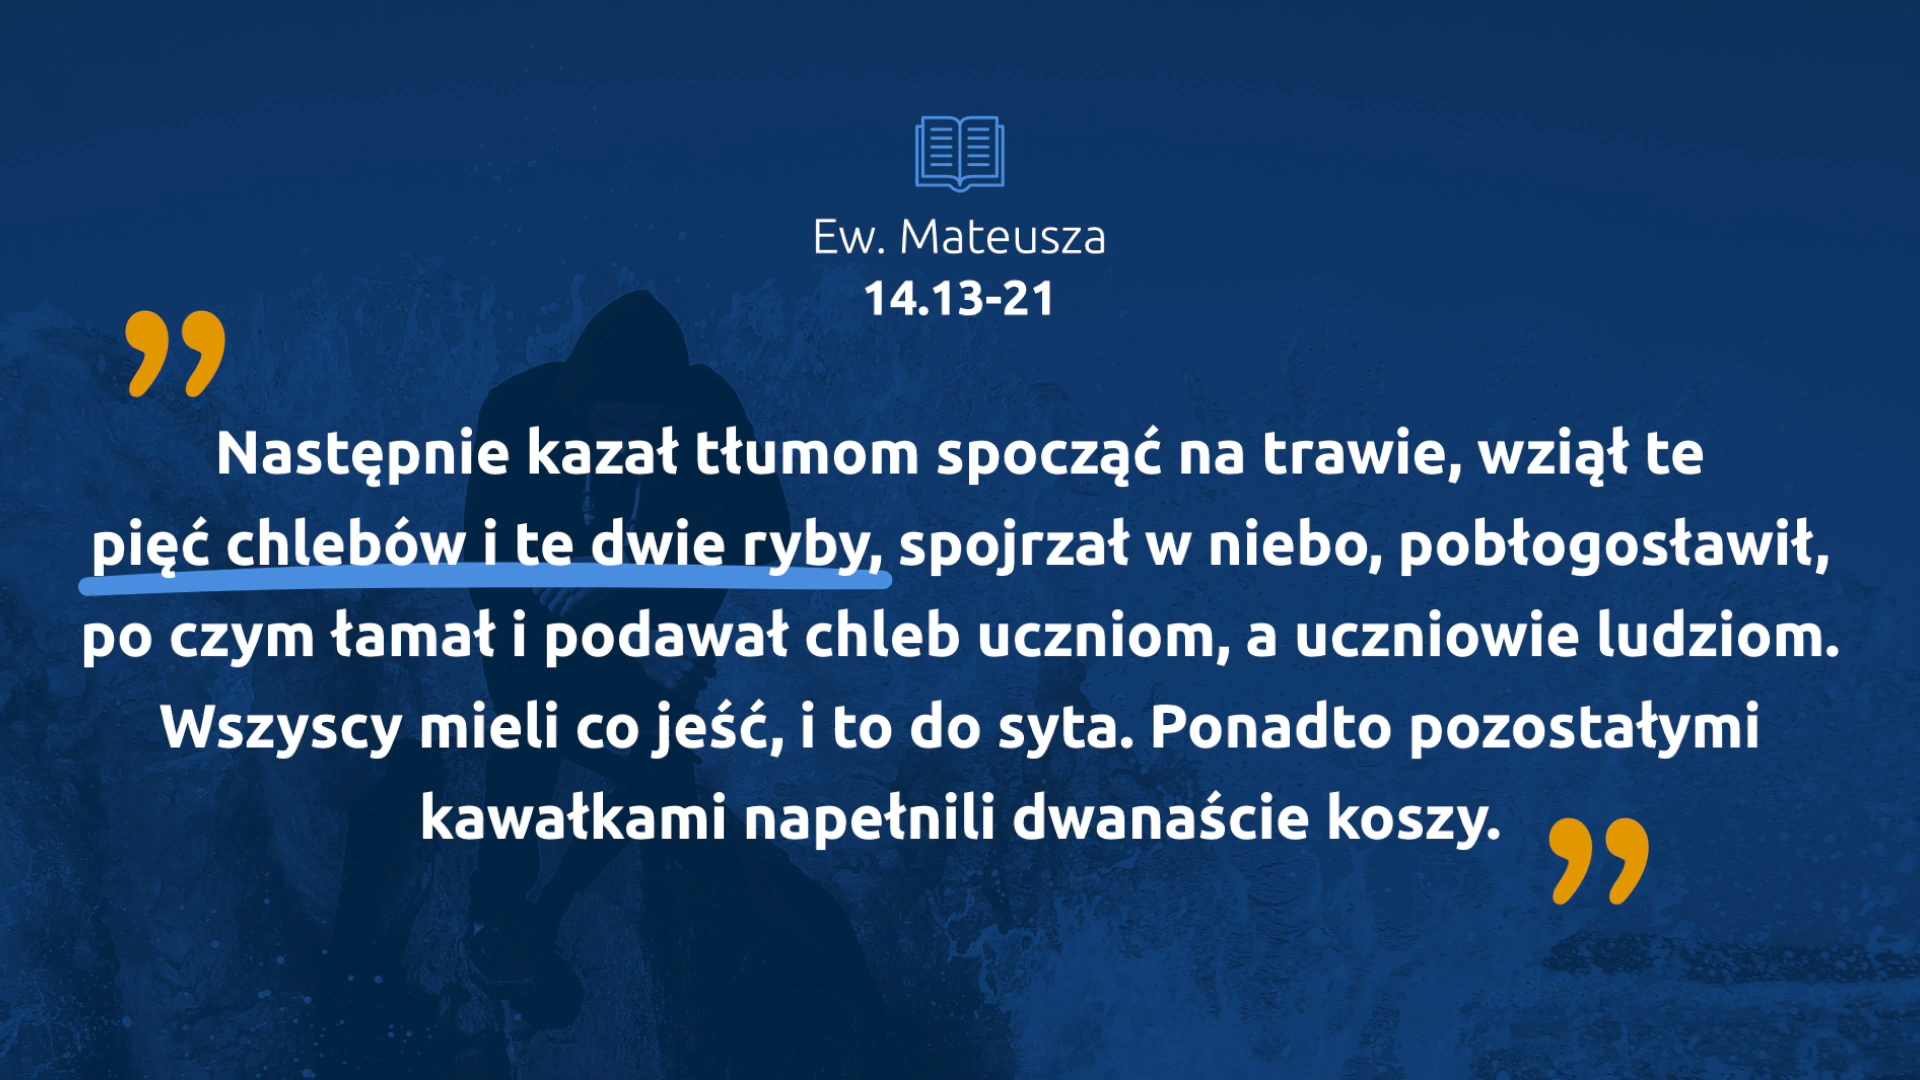 Ew. Mateusza
14.13-21
”
Następnie kazał tłumom spocząć na trawie, wziął te
pięć chlebów i te dwie ryby, spojrzał w niebo, pobłogosławił,
po czym łamał i podawał chleb uczniom, a uczniowie ludziom.
Wszyscy mieli co jeść, i to do syta. Ponadto pozostałymi
kawałkami napełnili dwanaście koszy.
”